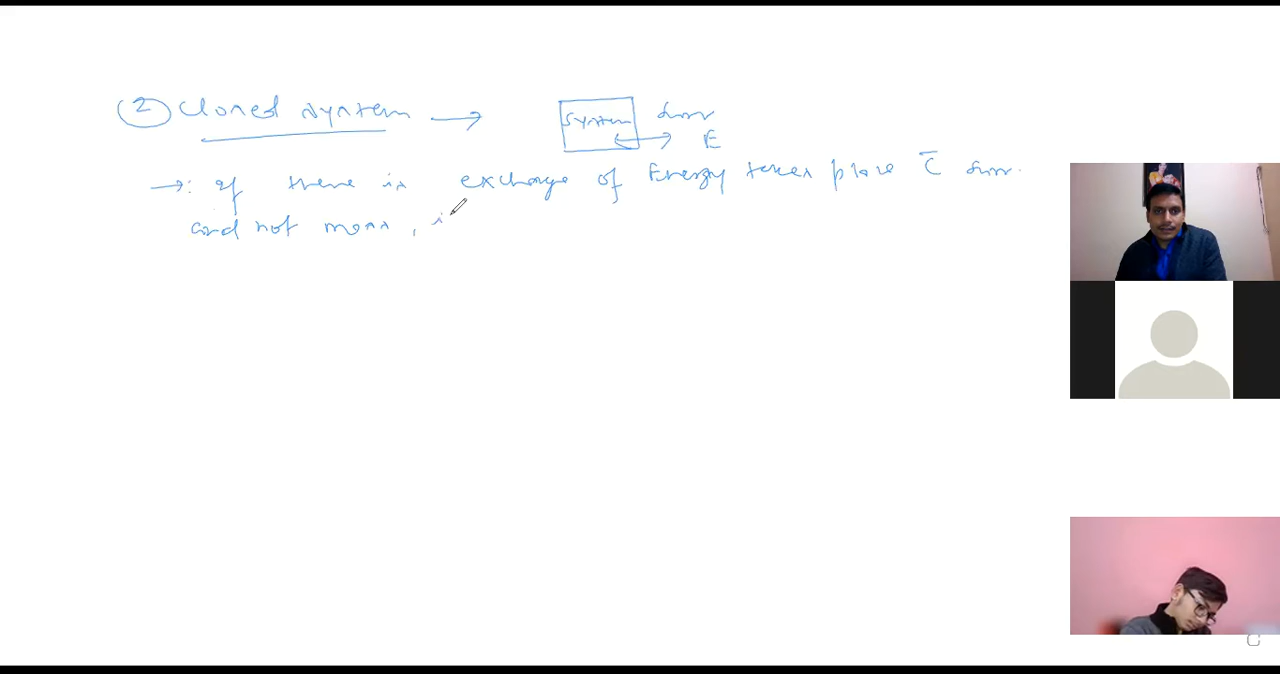 ② Closed system →
System surr
E
→: If there is exchange of Energy takes place c̄ surr.
and not mass, i